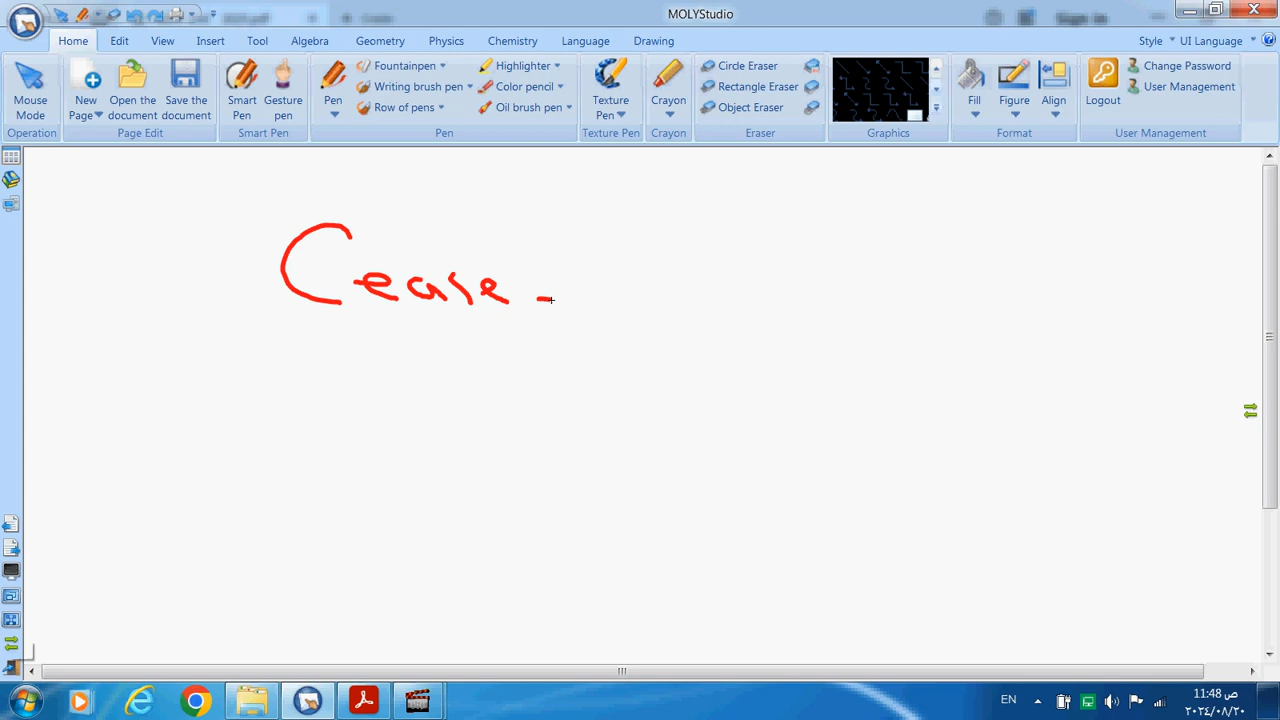 MOLYStudio
Home Edit View Insert Tool Algebra Geometry Physics Chemistry Language Drawing Style UI Language
Mouse Mode
Operation
New Page
Open the document
Save the document
Page Edit
Smart Pen
Gesture pen
Smart Pen
Pen
Fountainpen
Writing brush pen
Row of pens
Highlighter
Color pencil
Oil brush pen
Pen
Texture Pen
Texture Pen
Crayon
Crayon
Circle Eraser
Rectangle Eraser
Object Eraser
Eraser
Graphics
Fill
Figure
Align
Format
Logout
Change Password
User Management
User Management
Cease -
EN
11:48 ص
٢٠٢٤/٠٨/٢٠